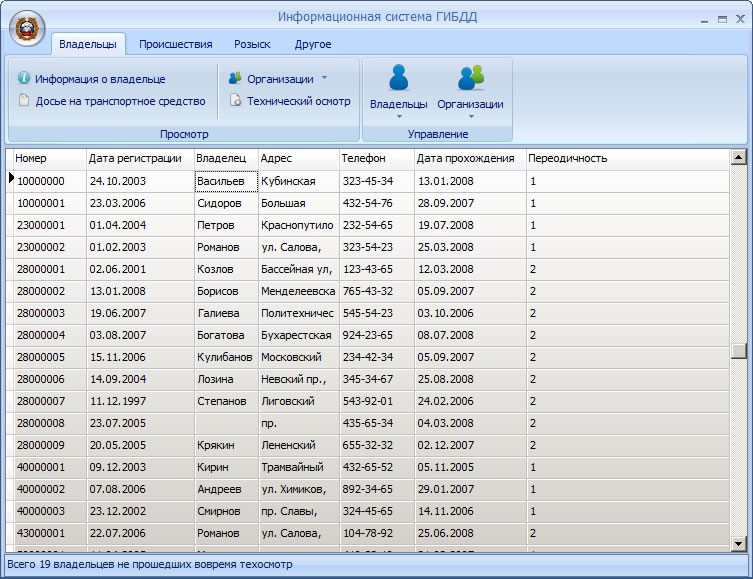 Информационная система ГИБДД
Владельцы Происшествия Розыск Другое
Информация о владельце Организации
Досье на транспортное средство Технический осмотр
Владельцы Организации
Просмотр Управление
Номер Дата регистрации Владелец Адрес Телефон Дата прохождения Переодичность
10000000 24.10.2003 Васильев Кубинская 323-45-34 13.01.2008 1
10000001 23.03.2006 Сидоров Большая 432-54-76 28.09.2007 1
23000001 01.04.2004 Петров Краснопутило 232-54-65 19.07.2008 1
23000002 01.02.2003 Романов ул. Салова, 323-54-23 25.03.2008 1
28000001 02.06.2001 Козлов Бассейная ул, 123-43-65 12.03.2008 2
28000002 13.01.2008 Борисов Менделеевска 765-43-32 05.09.2007 2
28000003 19.06.2007 Галиева Политехничес 545-54-23 03.10.2006 2
28000004 03.08.2007 Богатова Бухарестская 924-23-65 08.07.2008 2
28000005 15.11.2006 Кулибанов Московский 234-42-34 05.09.2007 2
28000006 14.09.2004 Лозина Невский пр., 345-34-67 25.08.2008 2
28000007 11.12.1997 Степанов Лиговский 543-92-01 24.02.2006 2
28000008 23.07.2005 пр. 435-65-34 04.03.2008 2
28000009 20.05.2005 Крякин Лененский 655-32-32 02.12.2007 2
40000001 09.12.2003 Кирин Трамвайный 432-65-52 05.11.2005 1
40000002 07.08.2006 Андреев ул. Химиков, 892-34-65 29.01.2007 1
40000003 23.12.2002 Смирнов пр. Славы, 324-45-65 14.11.2006 1
43000001 22.07.2006 Романов ул. Салова, 104-78-92 25.06.2008 2
Всего 19 владельцев не прошедших вовремя техосмотр